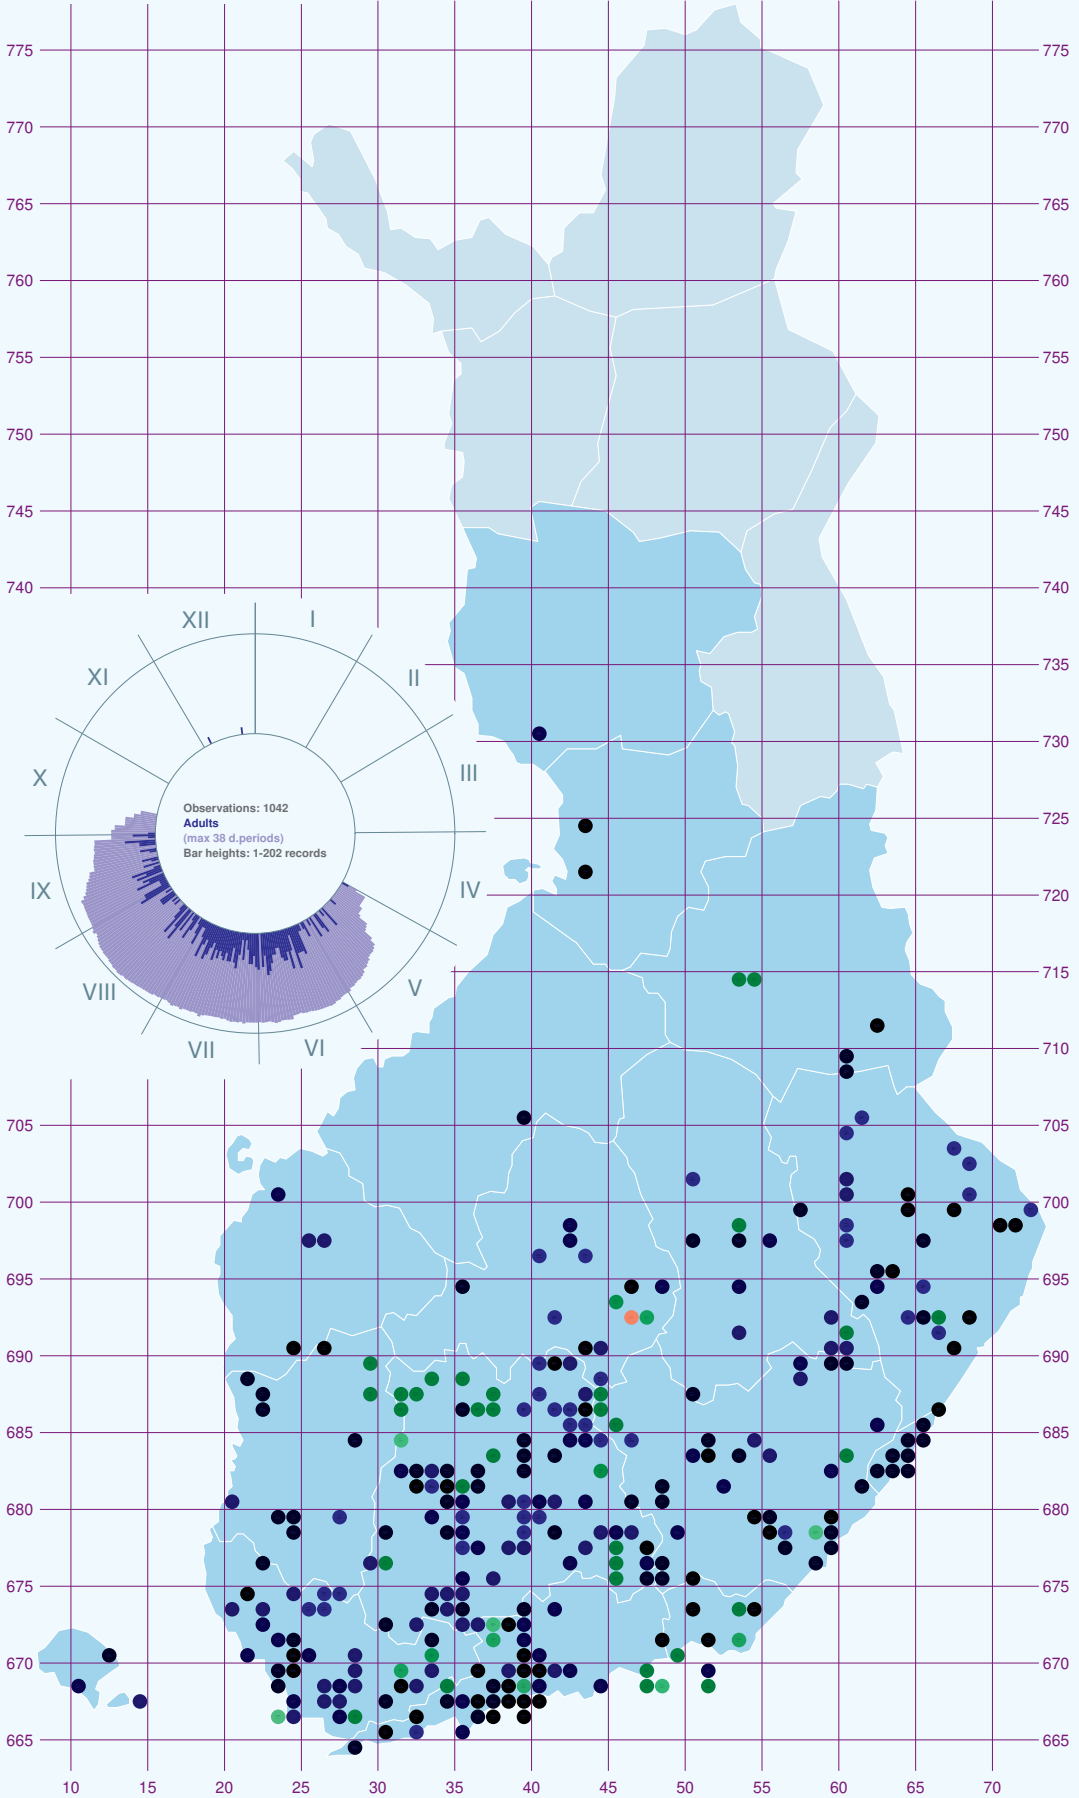 775 775
770 770
765 765
760 760
755 755
750 750
745 745
740 740
XII I
XI II
735
730
X III
Observations: 1042
Adults
(max 38 d.periods)
Bar heights: 1-202 records
725
IX IV
720
VIII V
715
VII VI
710
705 705
700 700
695 695
690 690
685 685
680 680
675 675
670 670
665 665
10 15 20 25 30 35 40 45 50 55 60 65 70